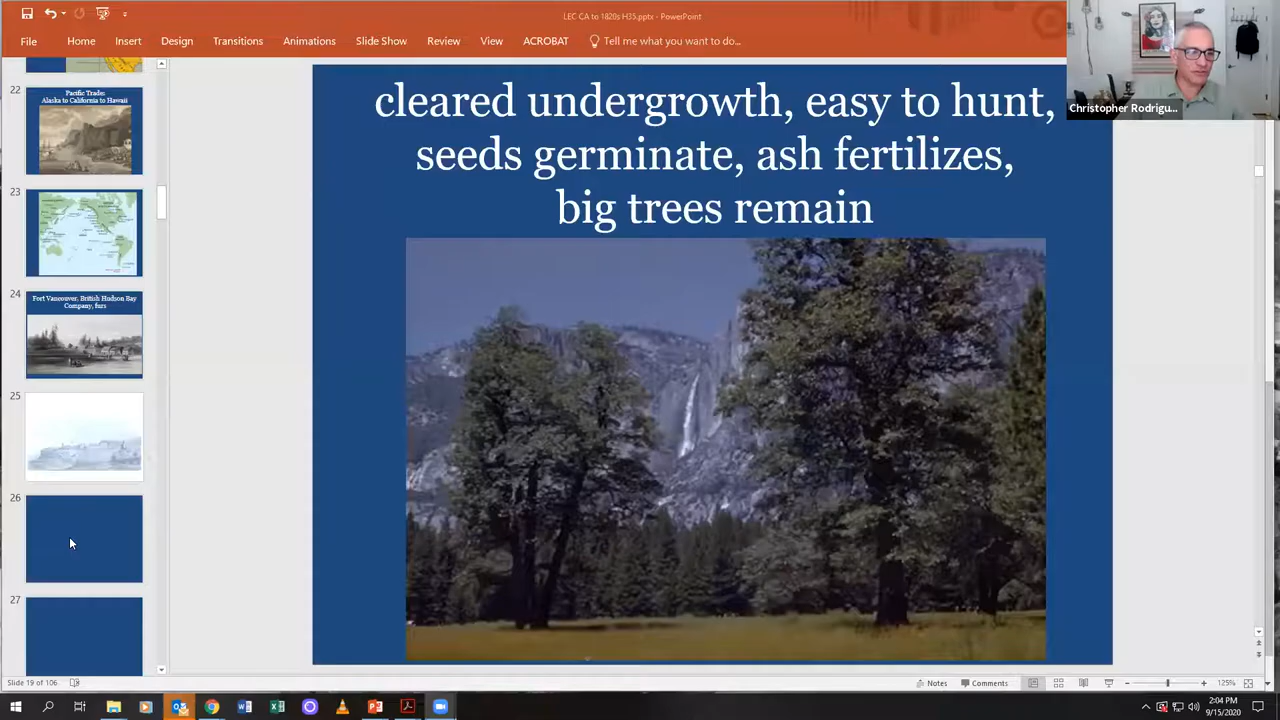 LEC CA to 1820s H35.pptx - PowerPoint
File Home Insert Design Transitions Animations Slide Show Review View ACROBAT Tell me what you want to do...
Christopher Rodrigu...
22
Pacific Trade:
Alaska to California to Hawaii
23
24
Fort Vancouver, British Hudson Bay
Company, furs
25
26
27
cleared undergrowth, easy to hunt,
seeds germinate, ash fertilizes,
big trees remain
Slide 19 of 106
Notes Comments 125%
2:04 PM
9/15/2020